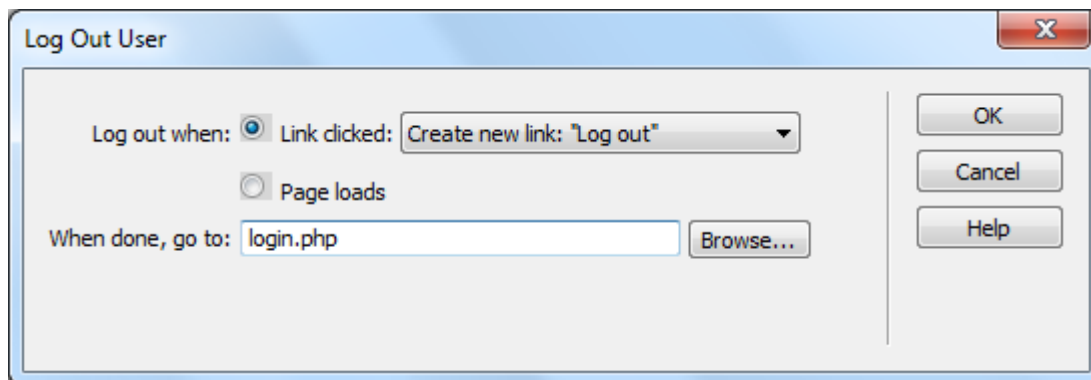 Log Out User
Log out when: Link clicked: Create new link: "Log out"
Page loads
When done, go to: login.php Browse...
OK
Cancel
Help